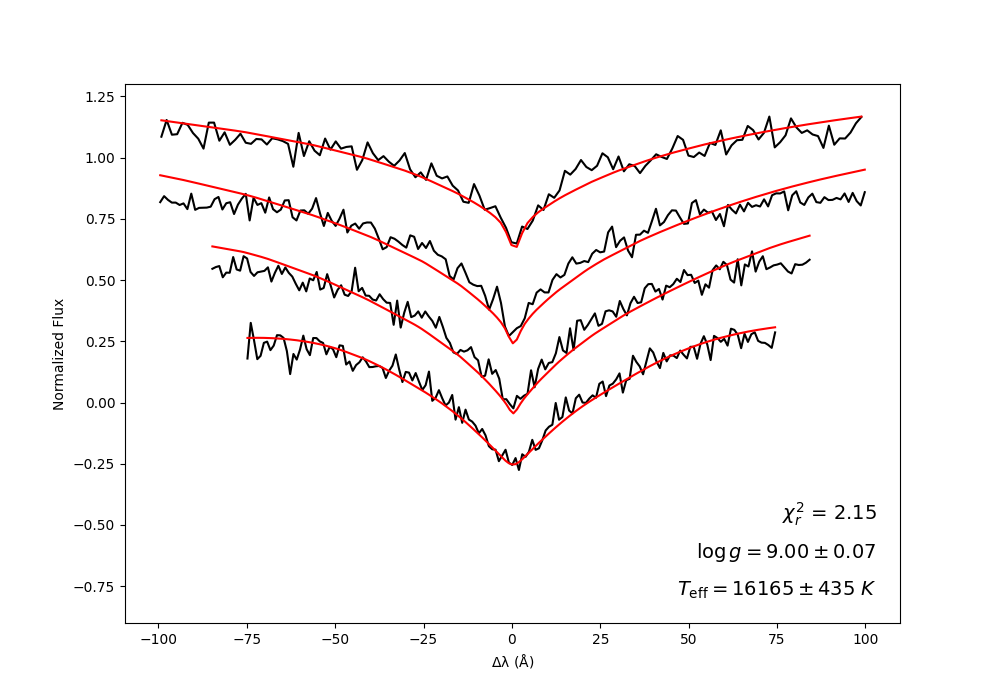 1.25
1.00
0.75
0.50
0.25
0.00
−0.25
−0.50
−0.75
Normalized Flux
χ²ᵣ = 2.15
log g = 9.00 ± 0.07
T_eff = 16165 ± 435 K
−100 −75 −50 −25 0 25 50 75 100
Δλ (Å)